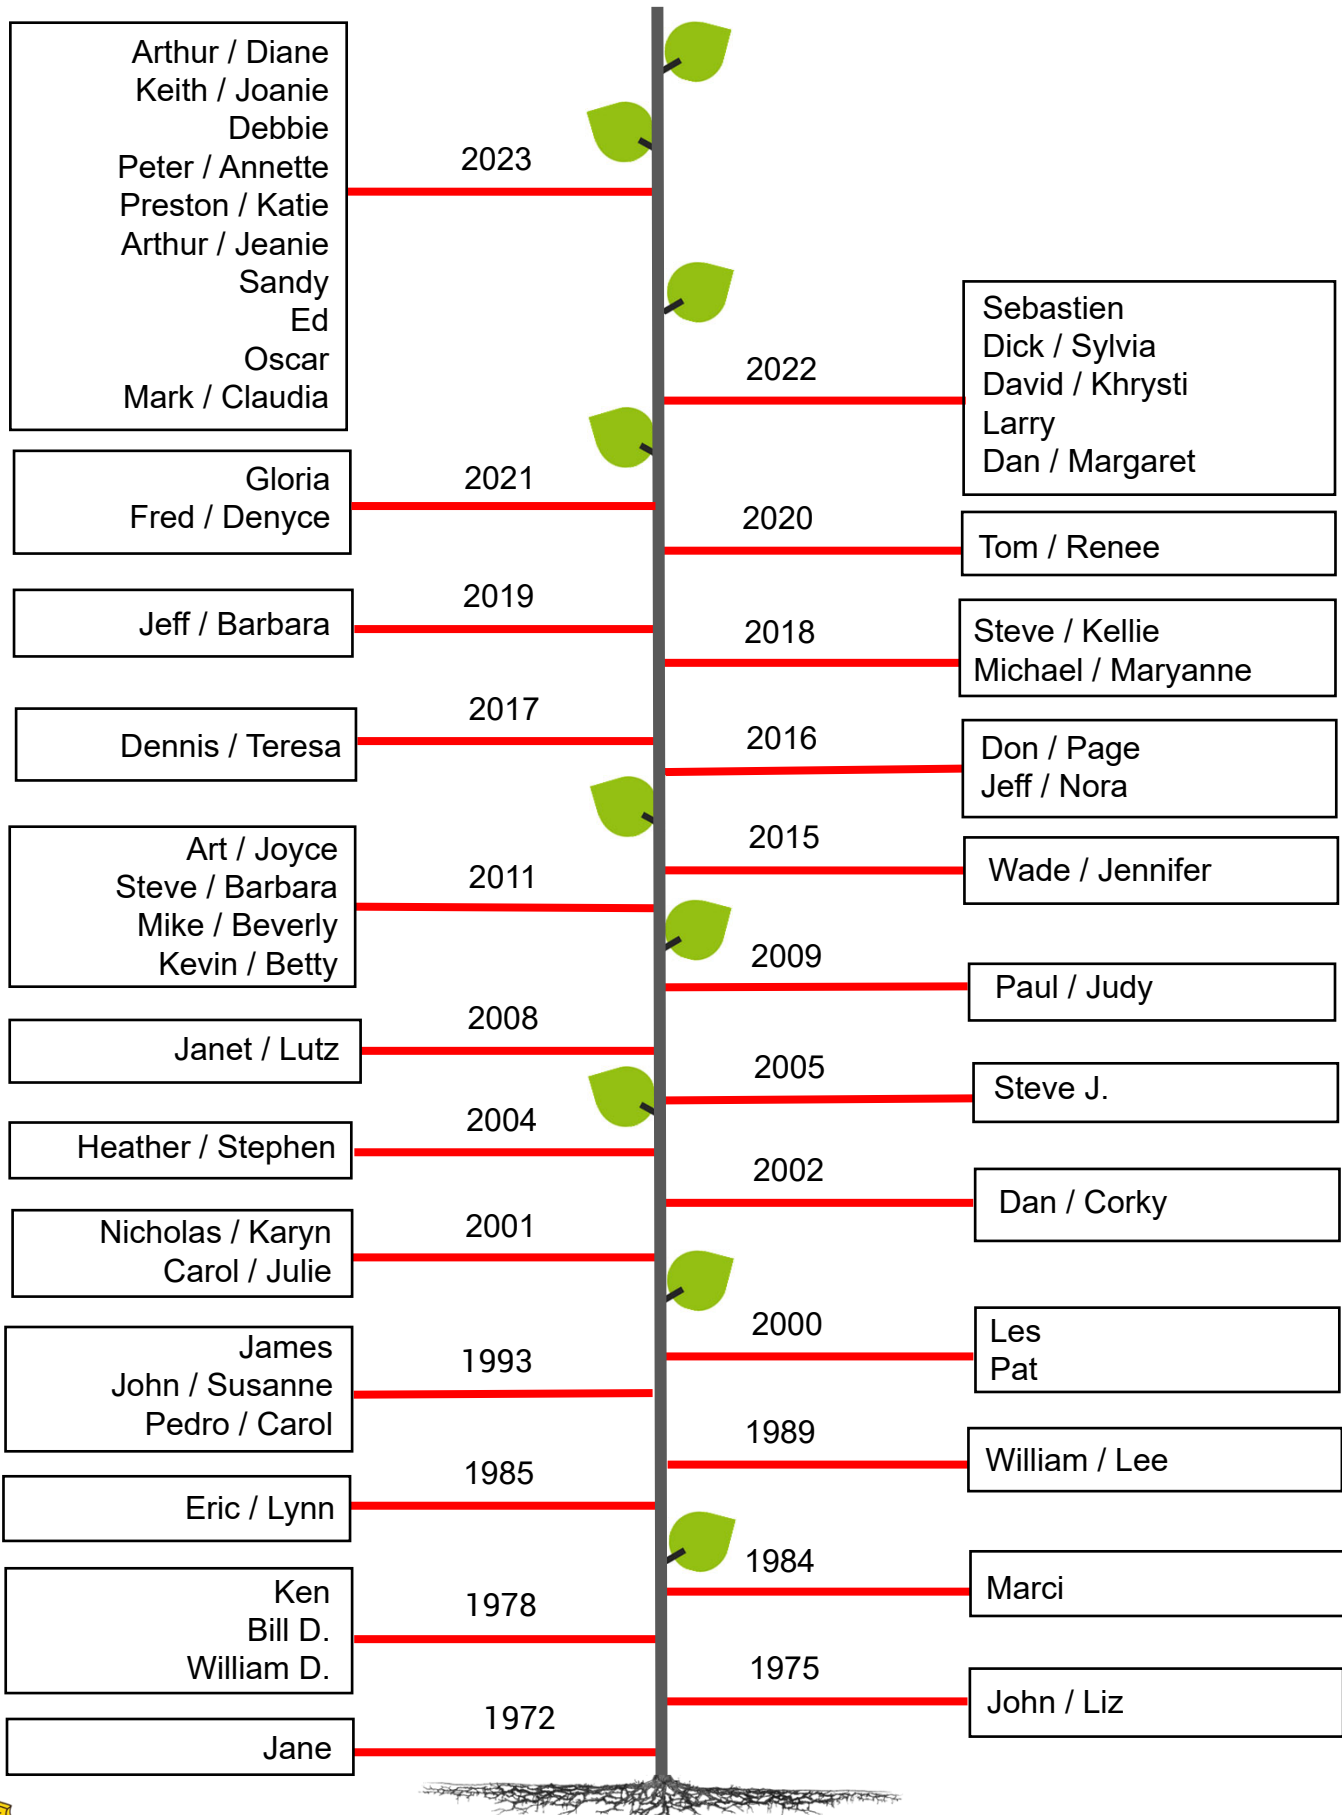 Arthur / Diane
Keith / Joanie
Debbie
Peter / Annette
Preston / Katie
Arthur / Jeanie
Sandy
Ed
Oscar
Mark / Claudia
2023
2022
Sebastien
Dick / Sylvia
David / Khrysti
Larry
Dan / Margaret
Gloria
Fred / Denyce
2021
2020
Tom / Renee
Jeff / Barbara
2019
2018
Steve / Kellie
Michael / Maryanne
Dennis / Teresa
2017
2016
Don / Page
Jeff / Nora
2015
Wade / Jennifer
Art / Joyce
Steve / Barbara
Mike / Beverly
Kevin / Betty
2011
2009
Paul / Judy
Janet / Lutz
2008
2005
Steve J.
Heather / Stephen
2004
2002
Dan / Corky
Nicholas / Karyn
Carol / Julie
2001
2000
Les
Pat
James
John / Susanne
Pedro / Carol
1993
1989
William / Lee
Eric / Lynn
1985
1984
Marci
Ken
Bill D.
William D.
1978
1975
John / Liz
Jane
1972